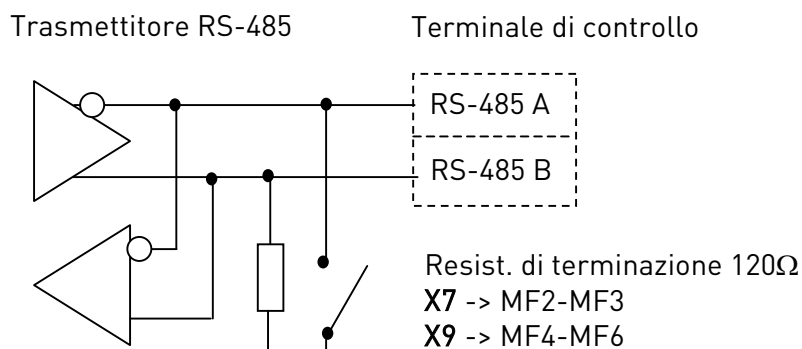 Trasmettitore RS-485
Terminale di controllo
RS-485 A
RS-485 B
Resist. di terminazione 120Ω
X7 -> MF2-MF3
X9 -> MF4-MF6